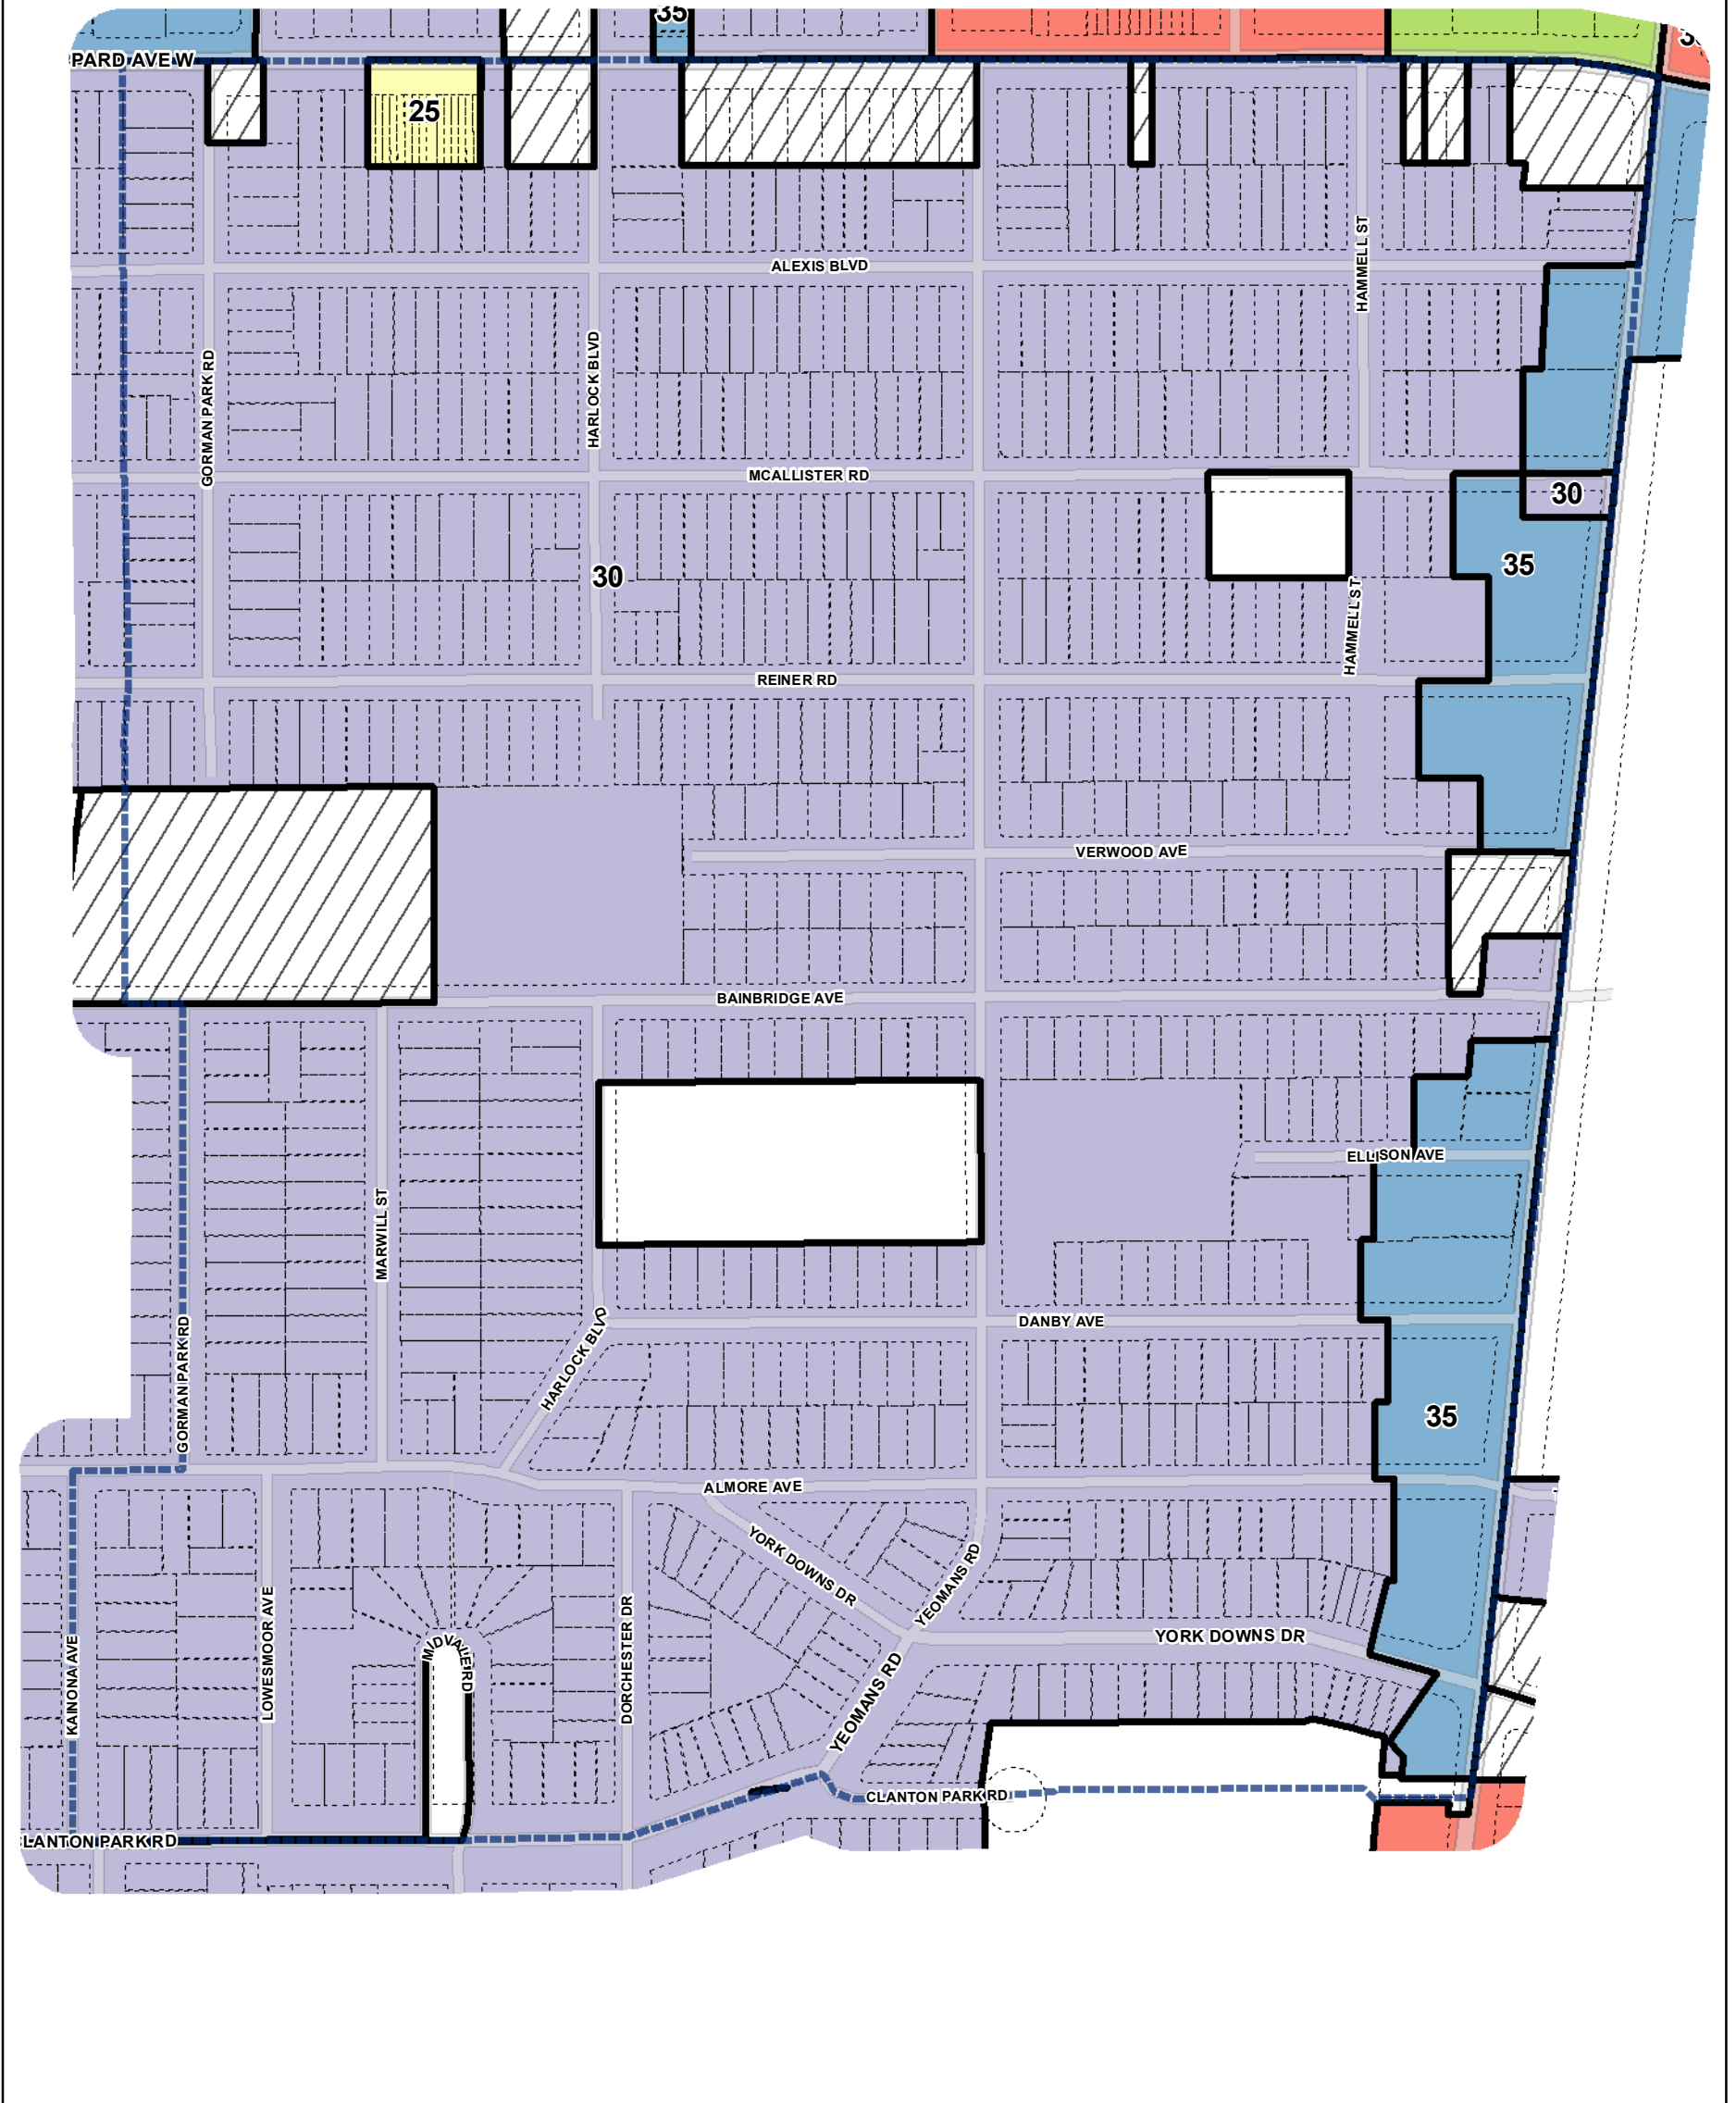 35
PARD AVE W
25
HAMMELL ST
ALEXIS BLVD
GORMAN PARK RD
HARLOCK BLVD
MCALLISTER RD
30
35
30
HAMMELL ST
REINER RD
VERWOOD AVE
BAINBRIDGE AVE
ELLISON AVE
MARWILL ST
GORMAN PARK RD
HARLOCK BLVD
DANBY AVE
35
ALMORE AVE
YORK DOWNS DR
YEOMANS RD
YORK DOWNS DR
KAINONA AVE
LOWESMOOR AVE
MIDVALE RD
DORCHESTER DR
YEOMANS RD
CLANTON PARK RD
LANTON PARK RD